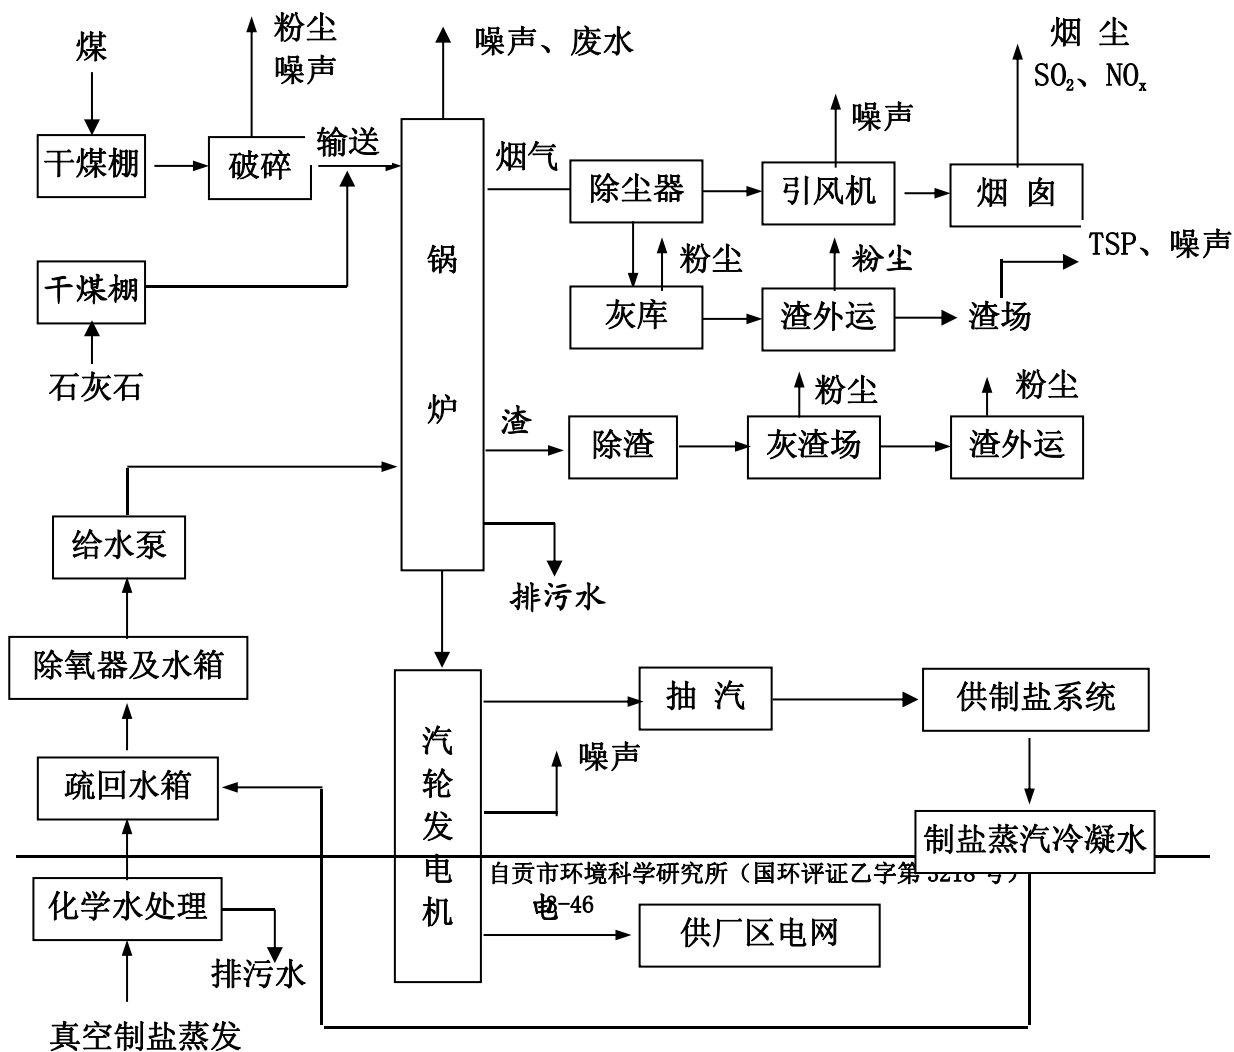 粉尘
噪声
煤
噪声、废水
烟 尘
SO₂、NOₓ
噪声
干煤棚
破碎
输送
烟气
除尘器
引风机
烟 囱
锅
炉
粉尘
粉尘
TSP、噪声
干煤棚
灰库
渣外运
渣场
石灰石
粉尘
粉尘
渣
除渣
灰渣场
渣外运
给水泵
排污水
除氧器及水箱
抽 汽
供制盐系统
汽
轮
发
电
机
噪声
疏回水箱
制盐蒸汽冷凝水
自贡市环境科学研究所（国环评证乙字第 3218 号）
电
3-46
化学水处理
供厂区电网
排污水
真空制盐蒸发